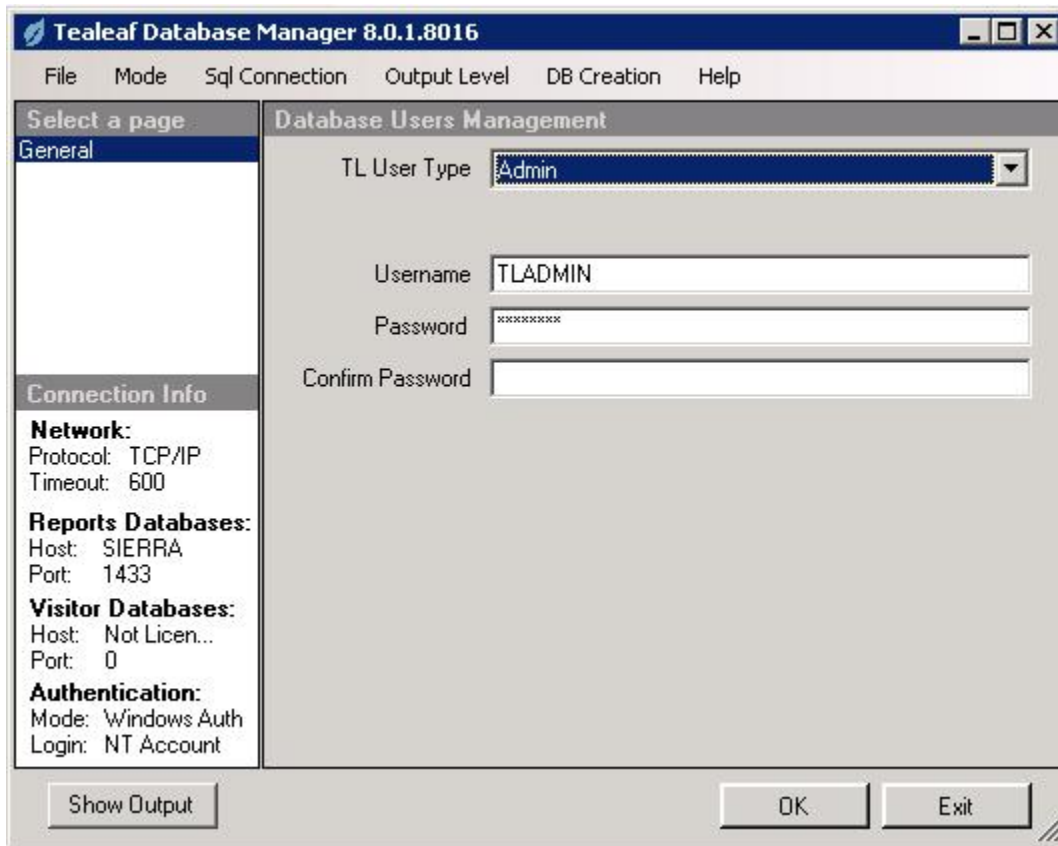 Tealeaf Database Manager 8.0.1.8016
File Mode Sql Connection Output Level DB Creation Help
Select a page
General
Database Users Management
TL User Type Admin
Username TLADMIN
Password ********
Confirm Password
Connection Info
Network:
Protocol: TCP/IP
Timeout: 600
Reports Databases:
Host: SIERRA
Port: 1433
Visitor Databases:
Host: Not Licen...
Port: 0
Authentication:
Mode: Windows Auth
Login: NT Account
Show Output
OK
Exit